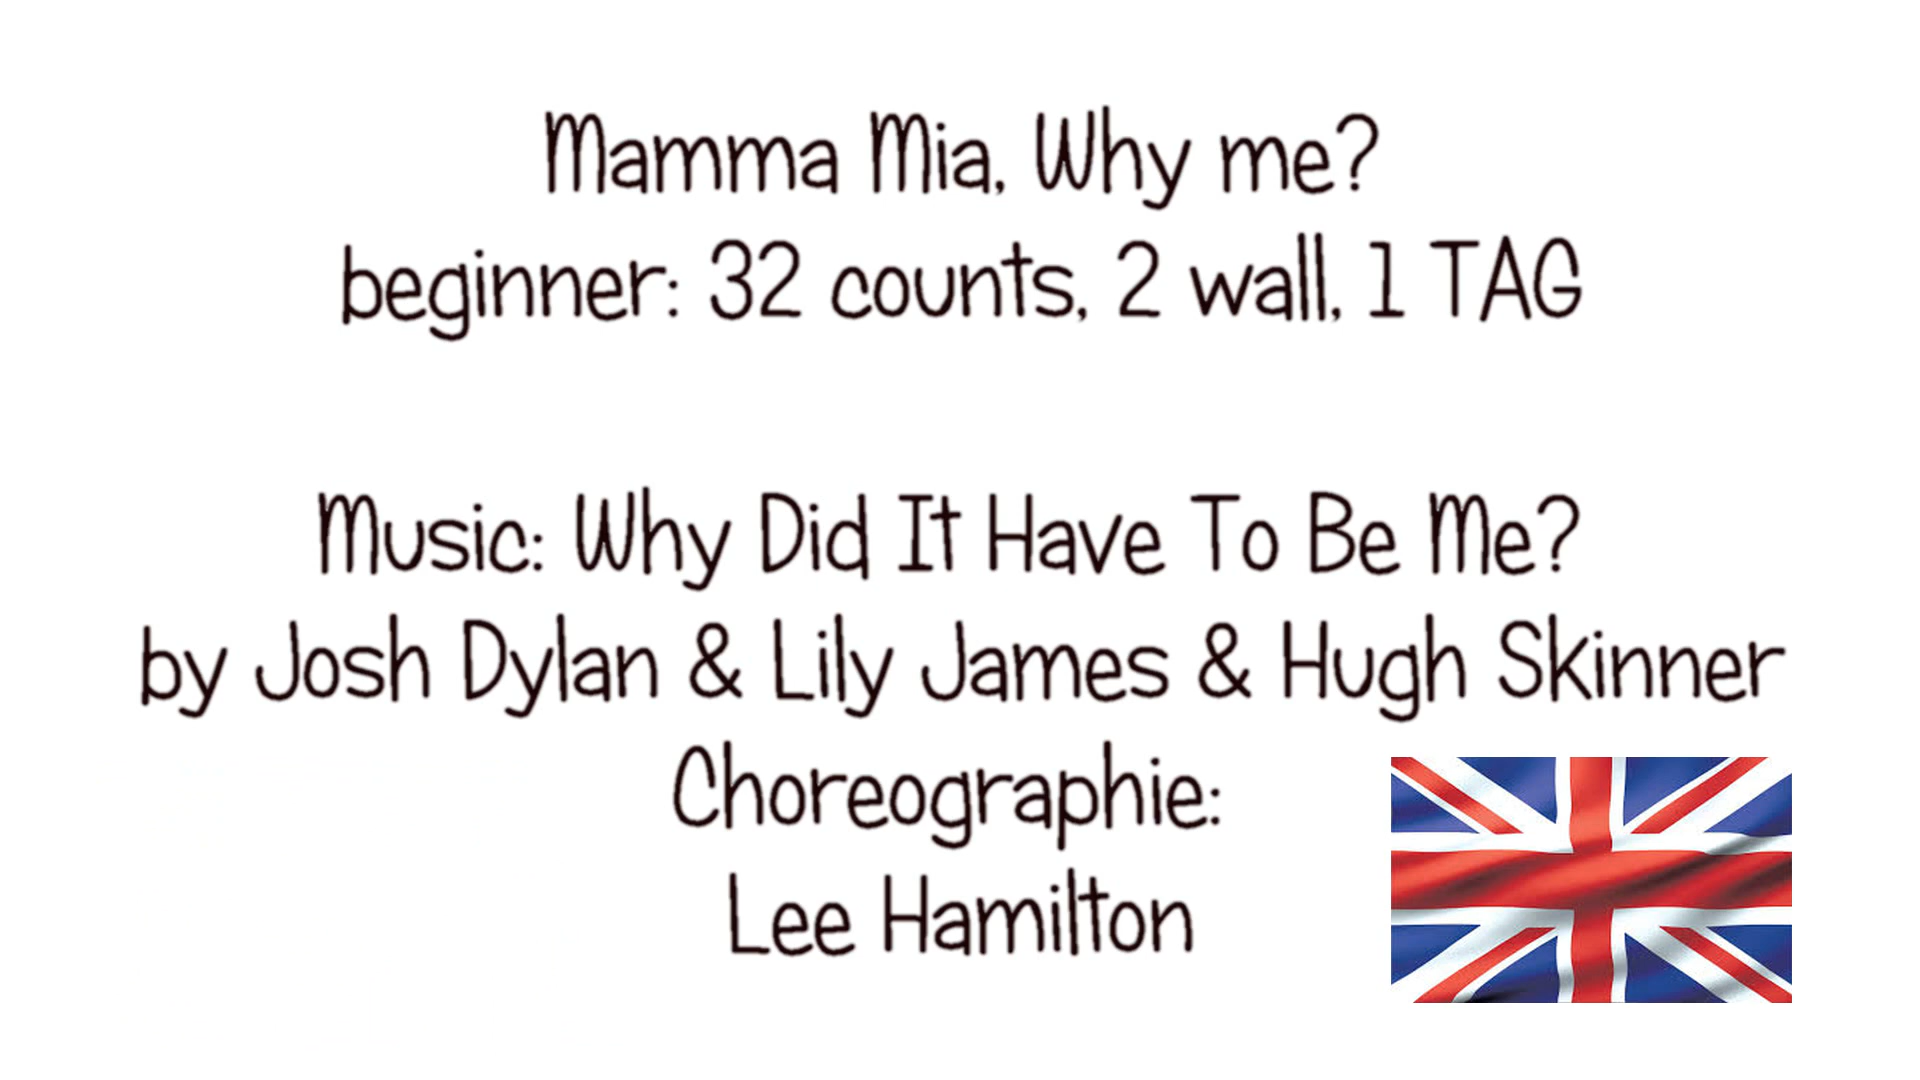 Mamma Mia, Why me?
beginner: 32 counts, 2 wall, 1 TAG
Music: Why Did It Have To Be Me?
by Josh Dylan & Lily James & Hugh Skinner
Choreographie:
Lee Hamilton